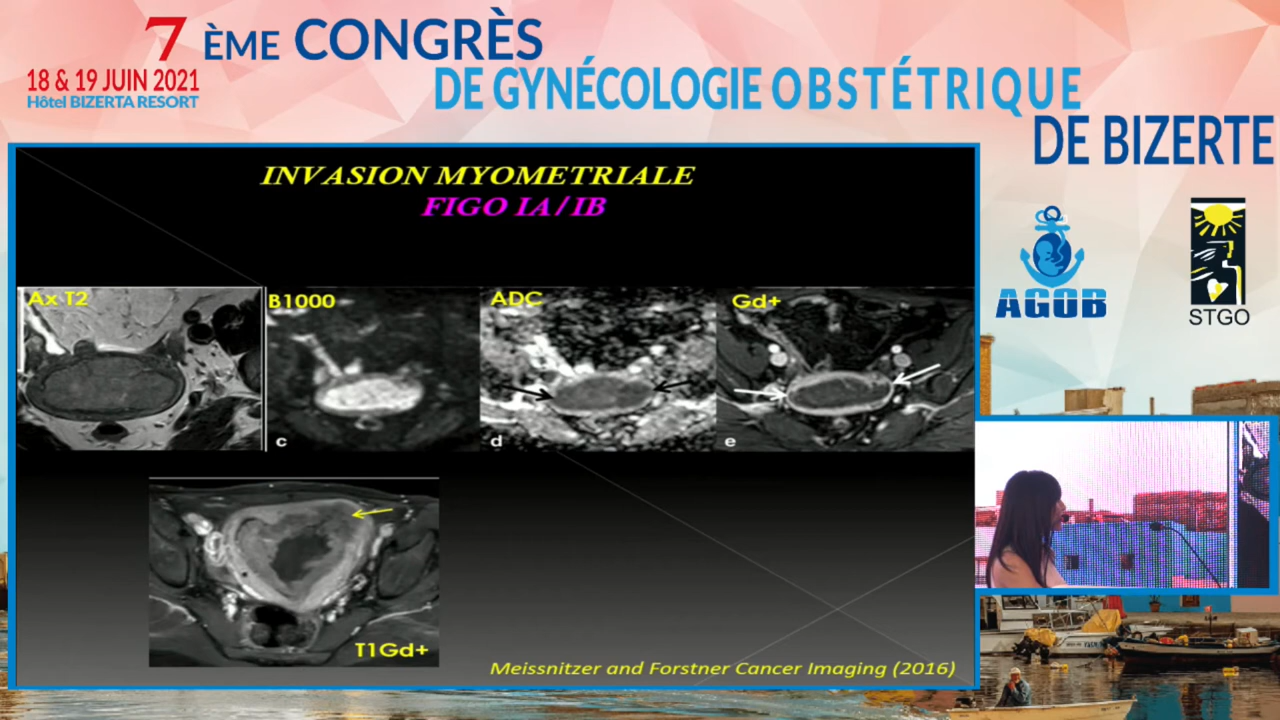 7 ÈME CONGRÈS
18 & 19 JUIN 2021
Hôtel BIZERTA RESORT
DE GYNÉCOLOGIE OBSTÉTRIQUE
DE BIZERTE
INVASION MYOMETRIALE
FIGO IA/IB
Ax T2
B1000
ADC
Gd+
c
d
e
T1Gd+
Meissnitzer and Forstner Cancer Imaging (2016)
AGOB
STGO